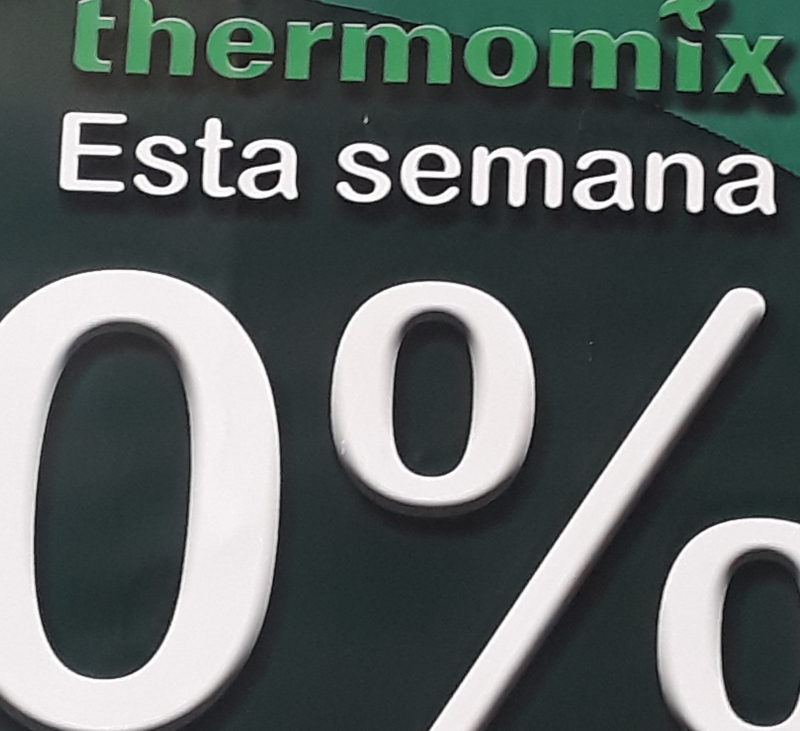 thermomix
Esta semana
0%